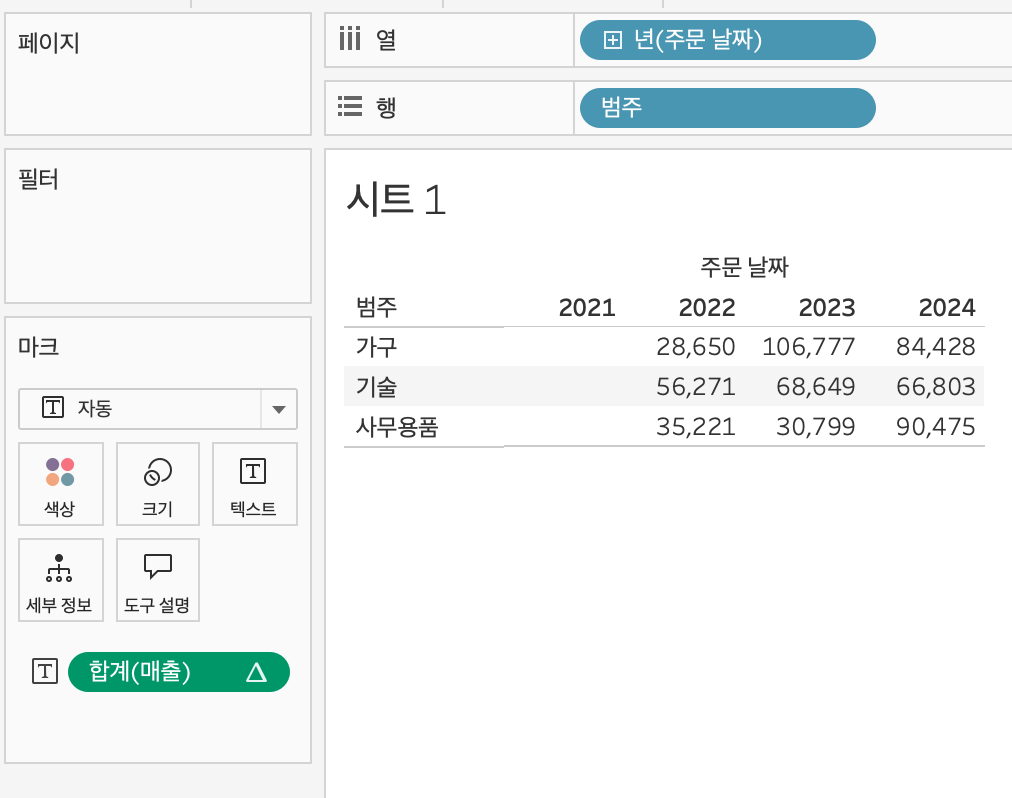 페이지
필터
마크
자동
색상
크기
텍스트
세부 정보
도구 설명
합계(매출)
열
년(주문 날짜)
행
범주
시트 1
주문 날짜
범주 2021 2022 2023 2024
가구 28,650 106,777 84,428
기술 56,271 68,649 66,803
사무용품 35,221 30,799 90,475